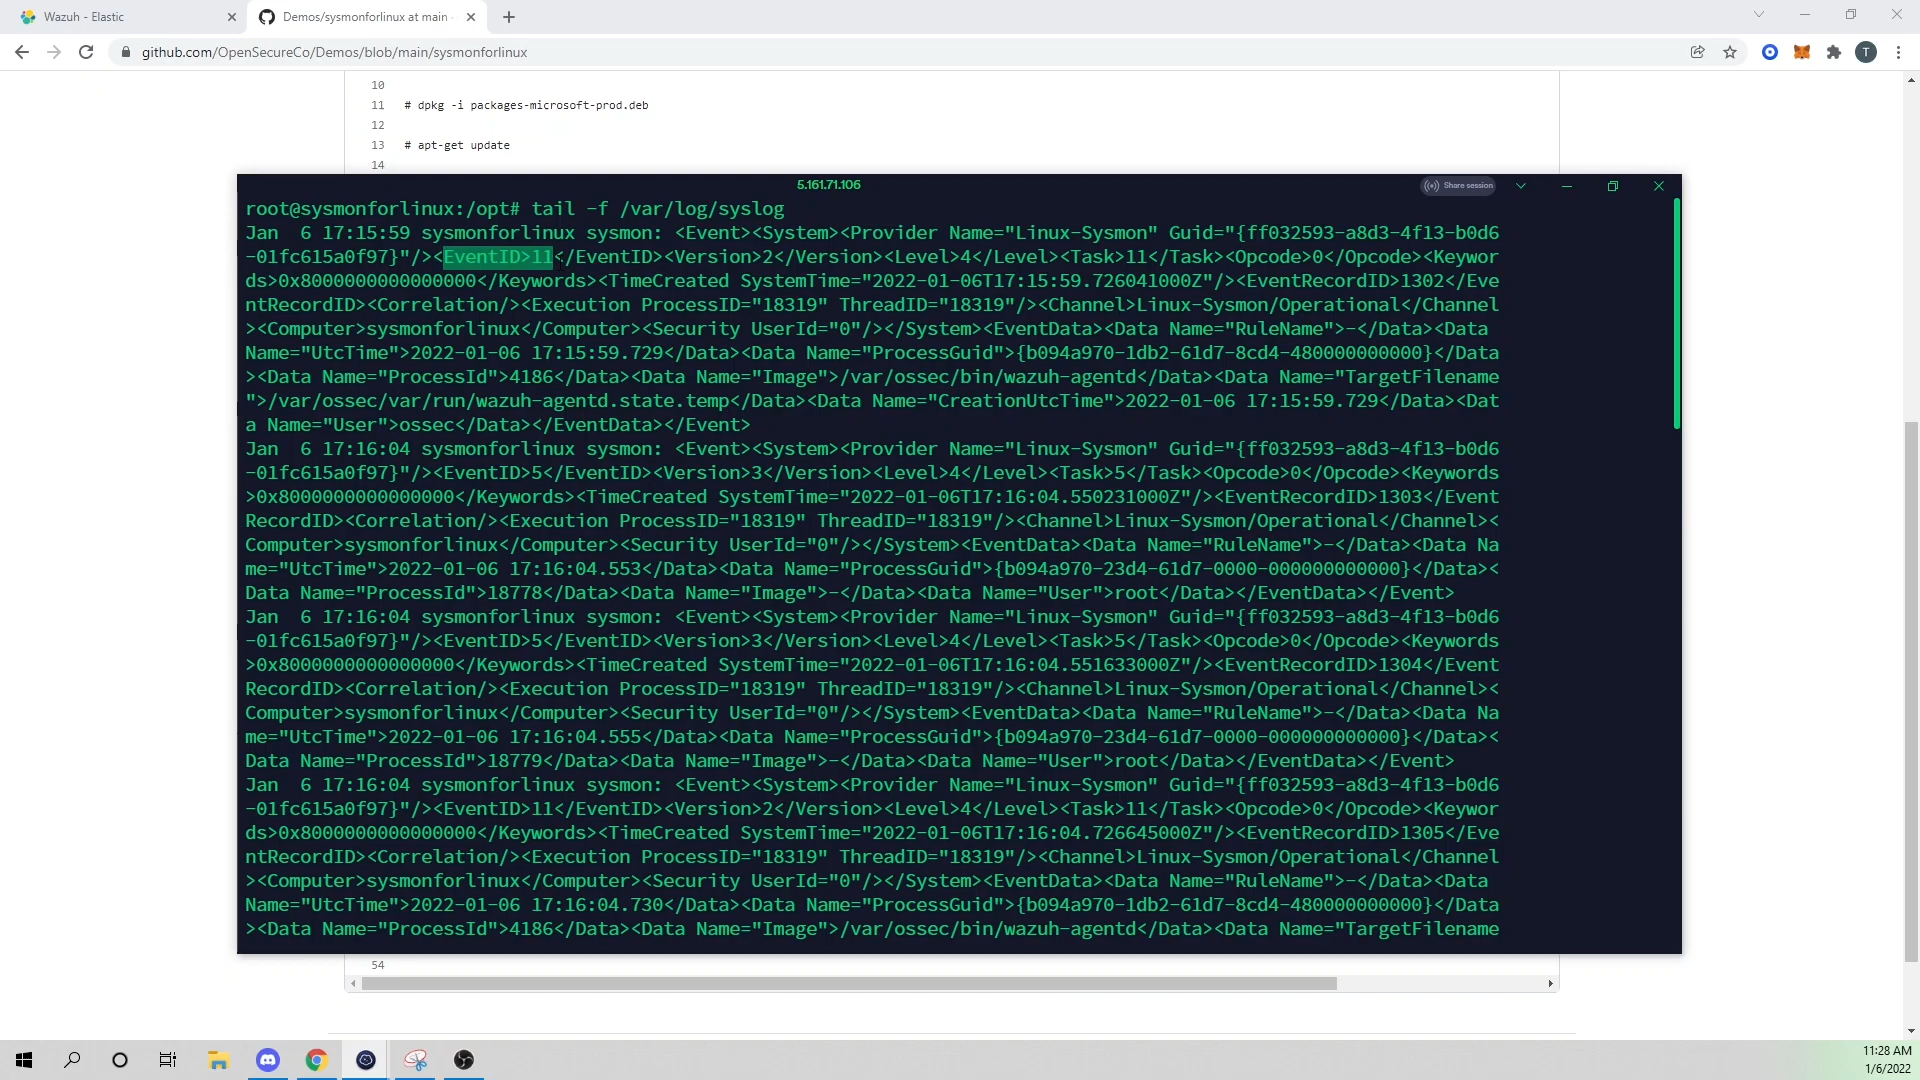 Wazuh - Elastic
Demos/sysmonforlinux at main
github.com/OpenSecureCo/Demos/blob/main/sysmonforlinux
T
10
11 # dpkg -i packages-microsoft-prod.deb
12
13 # apt-get update
14
5.161.71.106
Share session
root@sysmonforlinux:/opt# tail -f /var/log/syslog
Jan  6 17:15:59 sysmonforlinux sysmon: <Event><System><Provider Name="Linux-Sysmon" Guid="{ff032593-a8d3-4f13-b0d6
-01fc615a0f97}"/><EventID>11</EventID><Version>2</Version><Level>4</Level><Task>11</Task><Opcode>0</Opcode><Keywor
ds>0x8000000000000000</Keywords><TimeCreated SystemTime="2022-01-06T17:15:59.726041000Z"/><EventRecordID>1302</Eve
ntRecordID><Correlation/><Execution ProcessID="18319" ThreadID="18319"/><Channel>Linux-Sysmon/Operational</Channel
><Computer>sysmonforlinux</Computer><Security UserId="0"/></System><EventData><Data Name="RuleName">-</Data><Data
Name="UtcTime">2022-01-06 17:15:59.729</Data><Data Name="ProcessGuid">{b094a970-1db2-61d7-8cd4-480000000000}</Data
><Data Name="ProcessId">4186</Data><Data Name="Image">/var/ossec/bin/wazuh-agentd</Data><Data Name="TargetFilename
">/var/ossec/var/run/wazuh-agentd.state.temp</Data><Data Name="CreationUtcTime">2022-01-06 17:15:59.729</Data><Dat
a Name="User">ossec</Data></EventData></Event>
Jan  6 17:16:04 sysmonforlinux sysmon: <Event><System><Provider Name="Linux-Sysmon" Guid="{ff032593-a8d3-4f13-b0d6
-01fc615a0f97}"/><EventID>5</EventID><Version>3</Version><Level>4</Level><Task>5</Task><Opcode>0</Opcode><Keywords
>0x8000000000000000</Keywords><TimeCreated SystemTime="2022-01-06T17:16:04.550231000Z"/><EventRecordID>1303</Event
RecordID><Correlation/><Execution ProcessID="18319" ThreadID="18319"/><Channel>Linux-Sysmon/Operational</Channel><
Computer>sysmonforlinux</Computer><Security UserId="0"/></System><EventData><Data Name="RuleName">-</Data><Data Na
me="UtcTime">2022-01-06 17:16:04.553</Data><Data Name="ProcessGuid">{b094a970-23d4-61d7-0000-000000000000}</Data><
Data Name="ProcessId">18778</Data><Data Name="Image">-</Data><Data Name="User">root</Data></EventData></Event>
Jan  6 17:16:04 sysmonforlinux sysmon: <Event><System><Provider Name="Linux-Sysmon" Guid="{ff032593-a8d3-4f13-b0d6
-01fc615a0f97}"/><EventID>5</EventID><Version>3</Version><Level>4</Level><Task>5</Task><Opcode>0</Opcode><Keywords
>0x8000000000000000</Keywords><TimeCreated SystemTime="2022-01-06T17:16:04.551633000Z"/><EventRecordID>1304</Event
RecordID><Correlation/><Execution ProcessID="18319" ThreadID="18319"/><Channel>Linux-Sysmon/Operational</Channel><
Computer>sysmonforlinux</Computer><Security UserId="0"/></System><EventData><Data Name="RuleName">-</Data><Data Na
me="UtcTime">2022-01-06 17:16:04.555</Data><Data Name="ProcessGuid">{b094a970-23d4-61d7-0000-000000000000}</Data><
Data Name="ProcessId">18779</Data><Data Name="Image">-</Data><Data Name="User">root</Data></EventData></Event>
Jan  6 17:16:04 sysmonforlinux sysmon: <Event><System><Provider Name="Linux-Sysmon" Guid="{ff032593-a8d3-4f13-b0d6
-01fc615a0f97}"/><EventID>11</EventID><Version>2</Version><Level>4</Level><Task>11</Task><Opcode>0</Opcode><Keywor
ds>0x8000000000000000</Keywords><TimeCreated SystemTime="2022-01-06T17:16:04.726645000Z"/><EventRecordID>1305</Eve
ntRecordID><Correlation/><Execution ProcessID="18319" ThreadID="18319"/><Channel>Linux-Sysmon/Operational</Channel
><Computer>sysmonforlinux</Computer><Security UserId="0"/></System><EventData><Data Name="RuleName">-</Data><Data
Name="UtcTime">2022-01-06 17:16:04.730</Data><Data Name="ProcessGuid">{b094a970-1db2-61d7-8cd4-480000000000}</Data
><Data Name="ProcessId">4186</Data><Data Name="Image">/var/ossec/bin/wazuh-agentd</Data><Data Name="TargetFilename
54
11:28 AM
1/6/2022